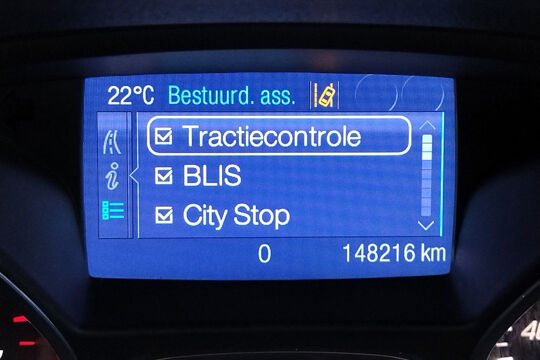 22°C Bestuurd. ass.
Tractiecontrole
BLIS
City Stop
0 148216 km